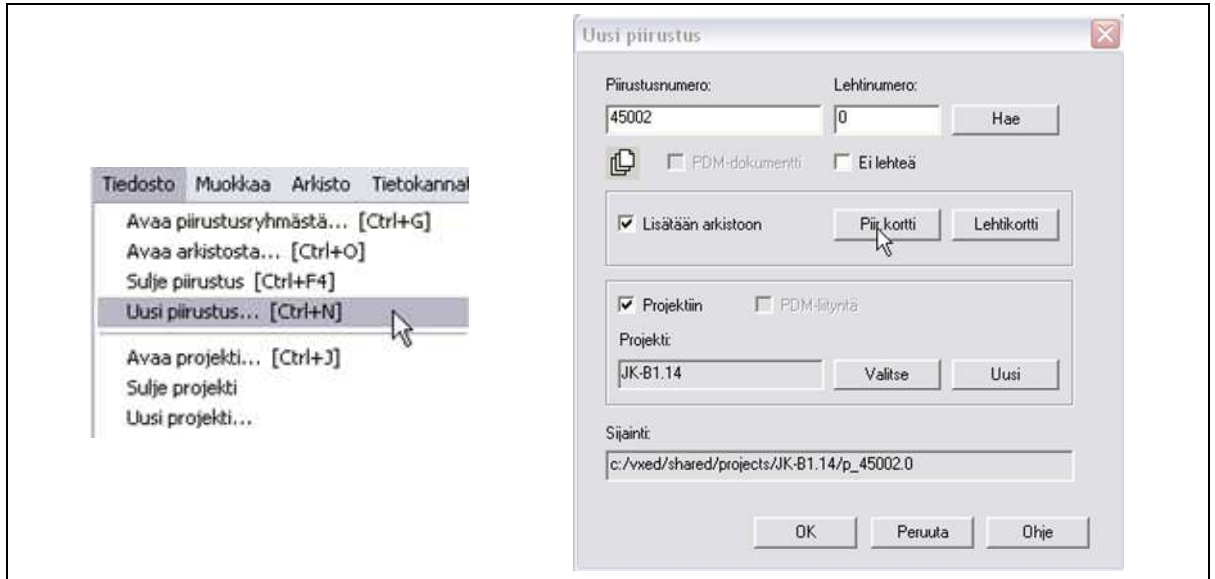 Tiedosto Muokkaa Arkisto Tietokannat
Avaa piirustusryhmästä... [Ctrl+G]
Avaa arkistosta... [Ctrl+O]
Sulje piirustus [Ctrl+F4]
Uusi piirustus... [Ctrl+N]
Avaa projekti... [Ctrl+J]
Sulje projekti
Uusi projekti...
Uusi piirustus
Piirustusnumero: Lehtinumero:
45002 0 Hae
PDM-dokumentti Ei lehteä
Lisätään arkistoon Piir.kortti Lehtikortti
Projektiin PDM-liityntä
Projekti:
JK-B1.14 Valitse Uusi
Sijainti:
c:/vxed/shared/projects/JK-B1.14/p_45002.0
OK Peruuta Ohje